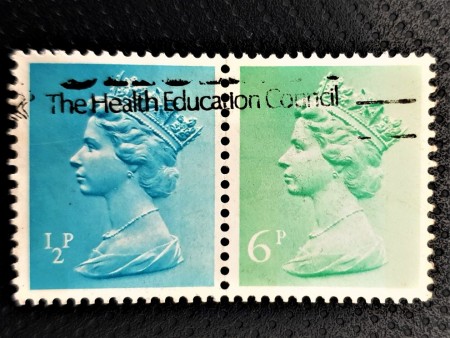 The Health Education Council
½P
6P